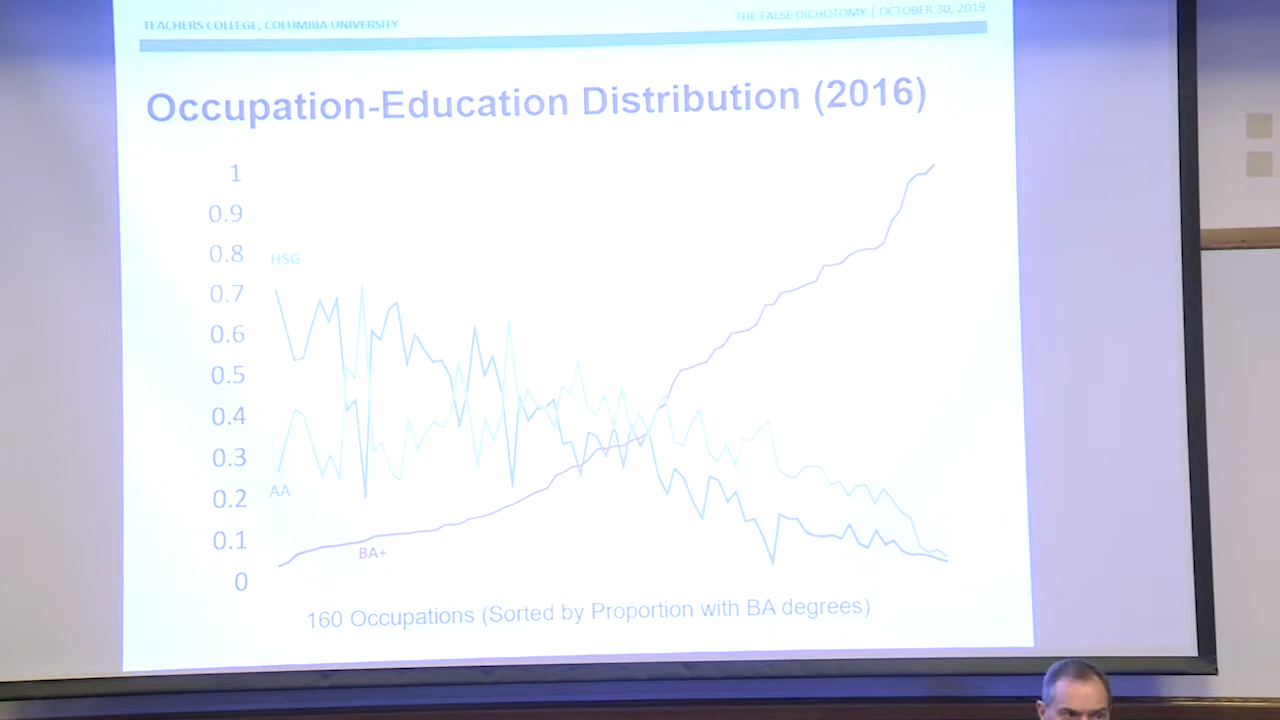 TEACHERS COLLEGE, COLUMBIA UNIVERSITY
THE FALSE DICHOTOMY | OCTOBER 30, 2019
Occupation-Education Distribution (2016)
1
0.9
0.8
HSG
0.7
0.6
0.5
0.4
0.3
0.2
AA
0.1
BA+
0
160 Occupations (Sorted by Proportion with BA degrees)